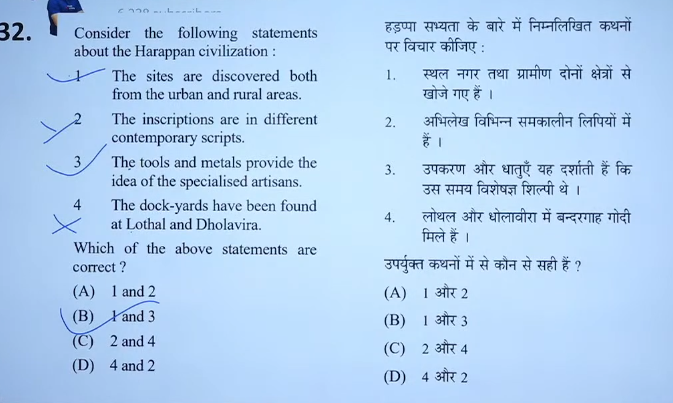 32.
Consider the following statements
about the Harappan civilization :
1 The sites are discovered both
from the urban and rural areas.
2 The inscriptions are in different
contemporary scripts.
3 The tools and metals provide the
idea of the specialised artisans.
4 The dock-yards have been found
at Lothal and Dholavira.
Which of the above statements are
correct ?
(A) 1 and 2
(B) 1 and 3
(C) 2 and 4
(D) 4 and 2
हड़प्पा सभ्यता के बारे में निम्नलिखित कथनों
पर विचार कीजिए :
1. स्थल नगर तथा ग्रामीण दोनों क्षेत्रों से
खोजे गए हैं ।
2. अभिलेख विभिन्न समकालीन लिपियों में
हैं ।
3. उपकरण और धातुएँ यह दर्शाती हैं कि
उस समय विशेषज्ञ शिल्पी थे ।
4. लोथल और धोलावीरा में बन्दरगाह गोदी
मिले हैं ।
उपर्युक्त कथनों में से कौन से सही हैं ?
(A) 1 और 2
(B) 1 और 3
(C) 2 और 4
(D) 4 और 2